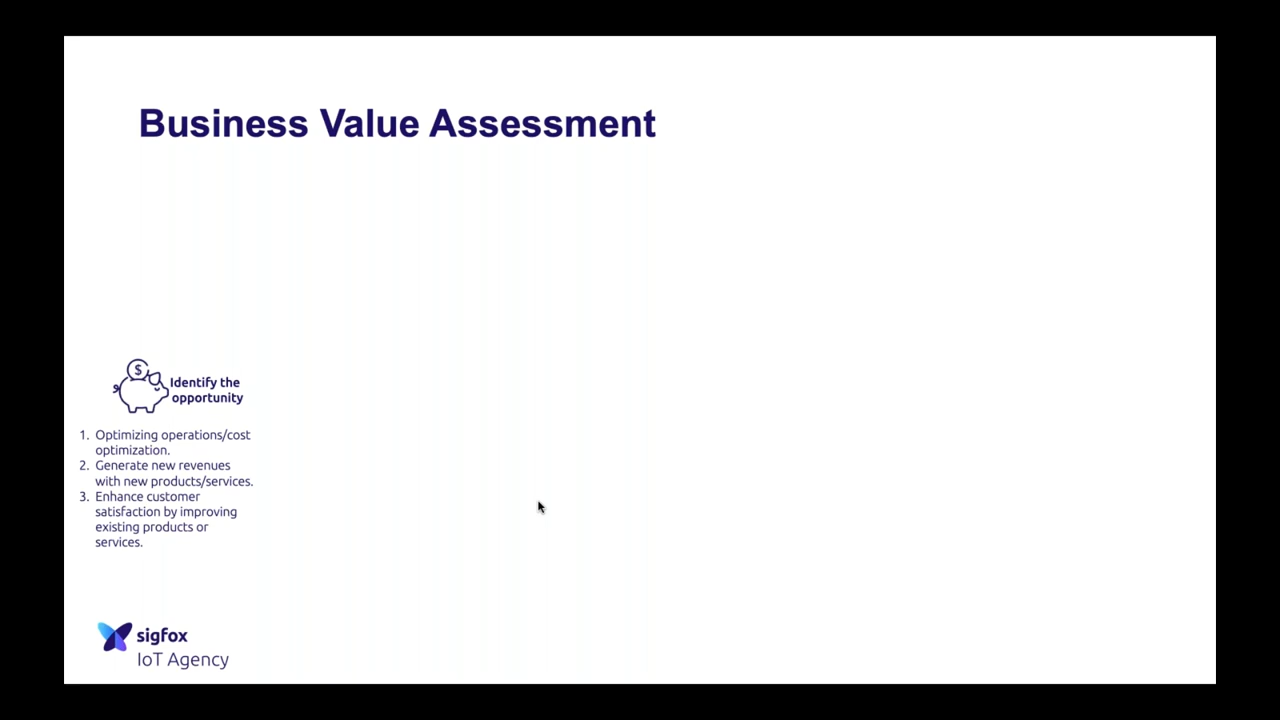 Business Value Assessment
$
Identify the
opportunity
1. Optimizing operations/cost
optimization.
2. Generate new revenues
with new products/services.
3. Enhance customer
satisfaction by improving
existing products or
services.
sigfox
IoT Agency